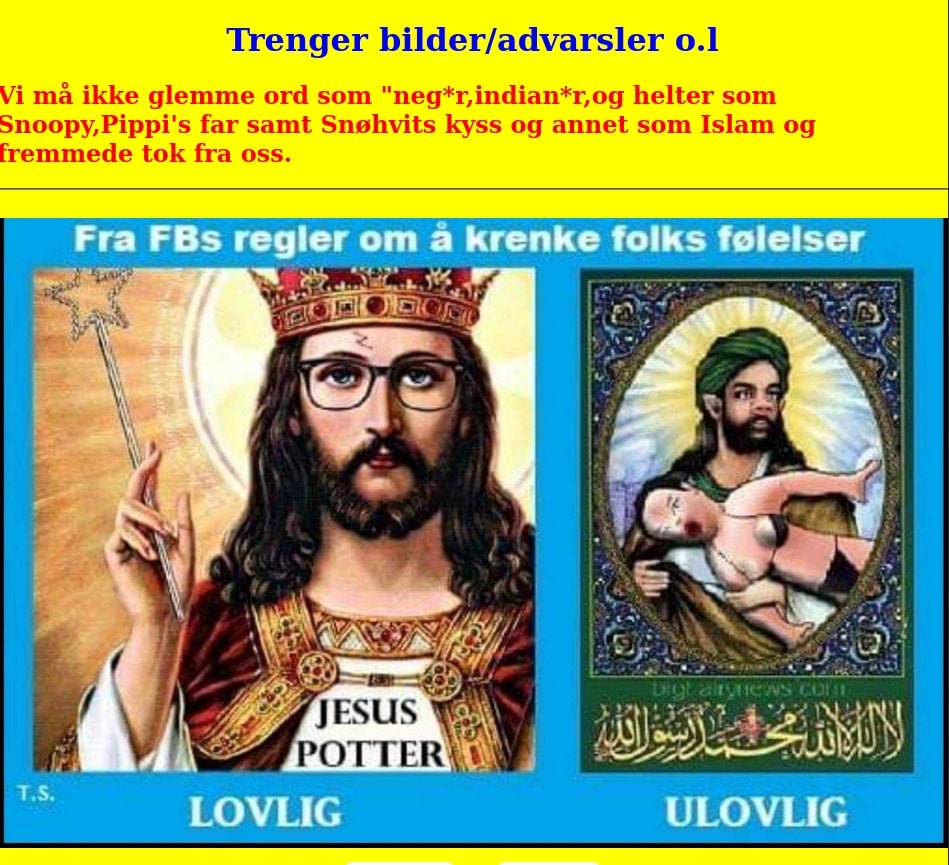 Trenger bilder/advarsler o.l
Vi må ikke glemme ord som "neg*r,indian*r,og helter som
Snoopy,Pippi's far samt Snøhvits kyss og annet som Islam og
fremmede tok fra oss.
Fra FBs regler om å krenke folks følelser
JESUS
POTTER
لا إله إلا الله محمد رسول الله
T.S.
LOVLIG
ULOVLIG